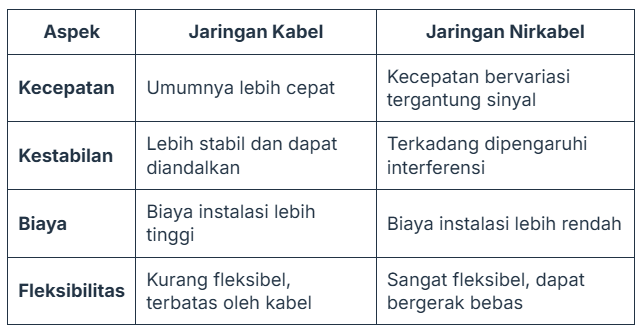 Aspek
Jaringan Kabel
Jaringan Nirkabel
Kecepatan
Umumnya lebih cepat
Kecepatan bervariasi
tergantung sinyal
Kestabilan
Lebih stabil dan dapat
diandalkan
Terkadang dipengaruhi
interferensi
Biaya
Biaya instalasi lebih
tinggi
Biaya instalasi lebih rendah
Fleksibilitas
Kurang fleksibel,
terbatas oleh kabel
Sangat fleksibel, dapat
bergerak bebas